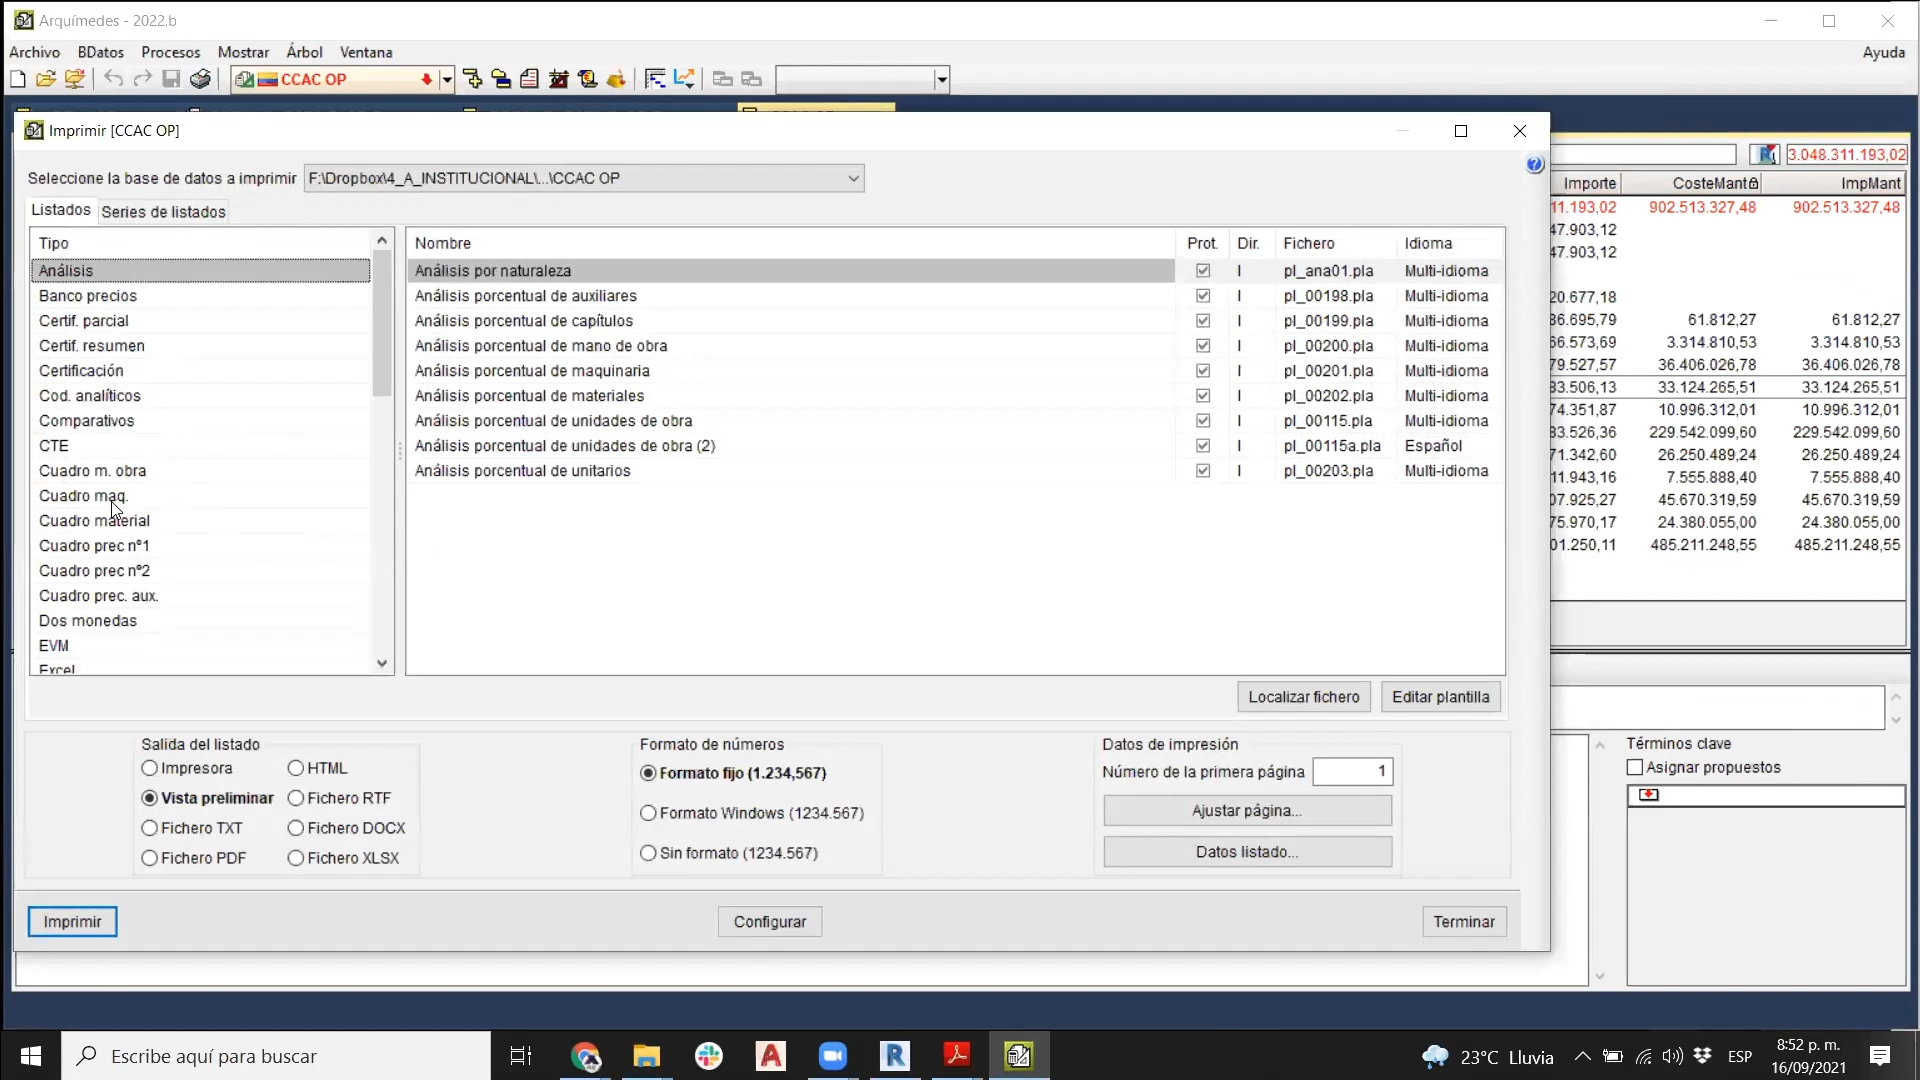 Arquímedes - 2022.b
Archivo BDatos Procesos Mostrar Árbol Ventana Ayuda
CCAC OP
Imprimir [CCAC OP]
Seleccione la base de datos a imprimir F:\Dropbox\4_A_INSTITUCIONAL\...\CCAC OP
Listados Series de listados
Tipo
Análisis
Banco precios
Certif. parcial
Certif. resumen
Certificación
Cod. analíticos
Comparativos
CTE
Cuadro m. obra
Cuadro maq.
Cuadro material
Cuadro prec nº1
Cuadro prec nº2
Cuadro prec. aux.
Dos monedas
EVM
Excel
Nombre Prot. Dir. Fichero Idioma
Análisis por naturaleza I pl_ana01.pla Multi-idioma
Análisis porcentual de auxiliares I pl_00198.pla Multi-idioma
Análisis porcentual de capítulos I pl_00199.pla Multi-idioma
Análisis porcentual de mano de obra I pl_00200.pla Multi-idioma
Análisis porcentual de maquinaria I pl_00201.pla Multi-idioma
Análisis porcentual de materiales I pl_00202.pla Multi-idioma
Análisis porcentual de unidades de obra I pl_00115.pla Multi-idioma
Análisis porcentual de unidades de obra (2) I pl_00115a.pla Español
Análisis porcentual de unitarios I pl_00203.pla Multi-idioma
Localizar fichero Editar plantilla
Salida del listado
Impresora HTML
Vista preliminar Fichero RTF
Fichero TXT Fichero DOCX
Fichero PDF Fichero XLSX
Formato de números
Formato fijo (1.234,567)
Formato Windows (1234.567)
Sin formato (1234.567)
Datos de impresión
Número de la primera página 1
Ajustar página...
Datos listado...
Imprimir Configurar Terminar
3.048.311.193,02
Importe CosteMant ImpMant
11.193,02 902.513.327,48 902.513.327,48
47.903,12
47.903,12
20.677,18
36.695,79 61.812,27 61.812,27
66.573,69 3.314.810,53 3.314.810,53
79.527,57 36.406.026,78 36.406.026,78
83.506,13 33.124.265,51 33.124.265,51
74.351,87 10.996.312,01 10.996.312,01
83.526,36 229.542.099,60 229.542.099,60
71.342,60 26.250.489,24 26.250.489,24
11.943,16 7.555.888,40 7.555.888,40
07.925,27 45.670.319,59 45.670.319,59
75.970,17 24.380.055,00 24.380.055,00
01.250,11 485.211.248,55 485.211.248,55
Términos clave
Asignar propuestos
Escribe aquí para buscar
23°C Lluvia
ESP
8:52 p. m.
16/09/2021